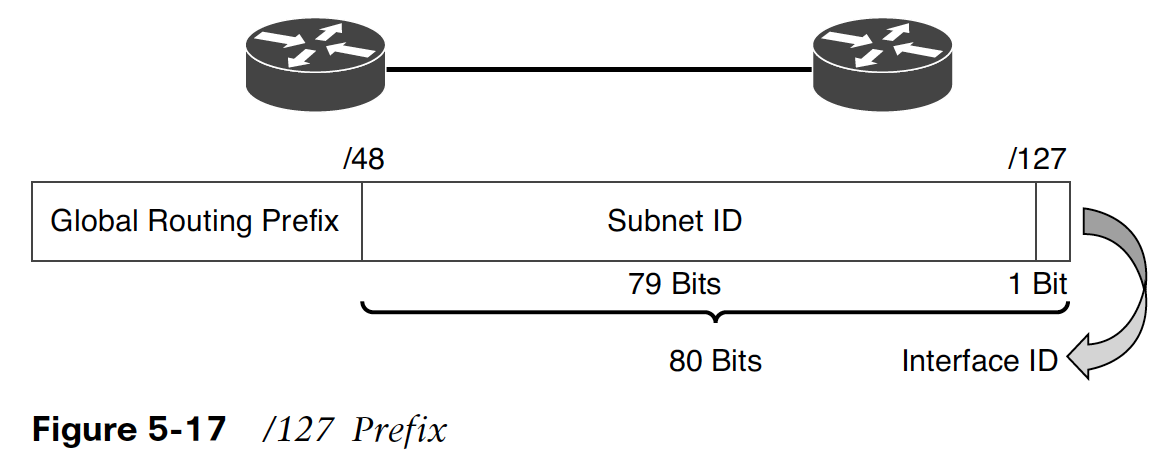 /48 /127
Global Routing Prefix Subnet ID
79 Bits 1 Bit
80 Bits Interface ID
Figure 5-17 /127 Prefix